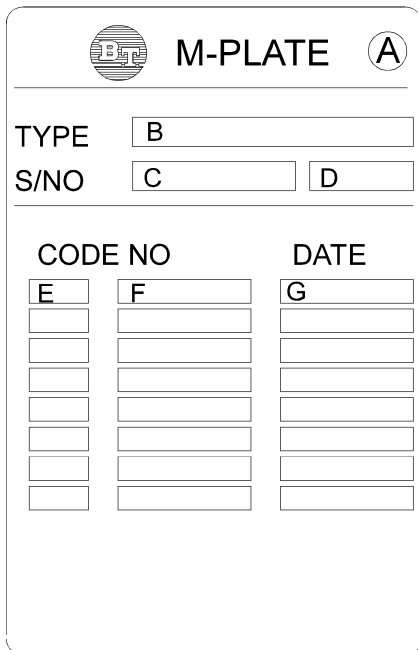 BT M-PLATE A
TYPE B
S/NO C D
CODE NO DATE
E F G